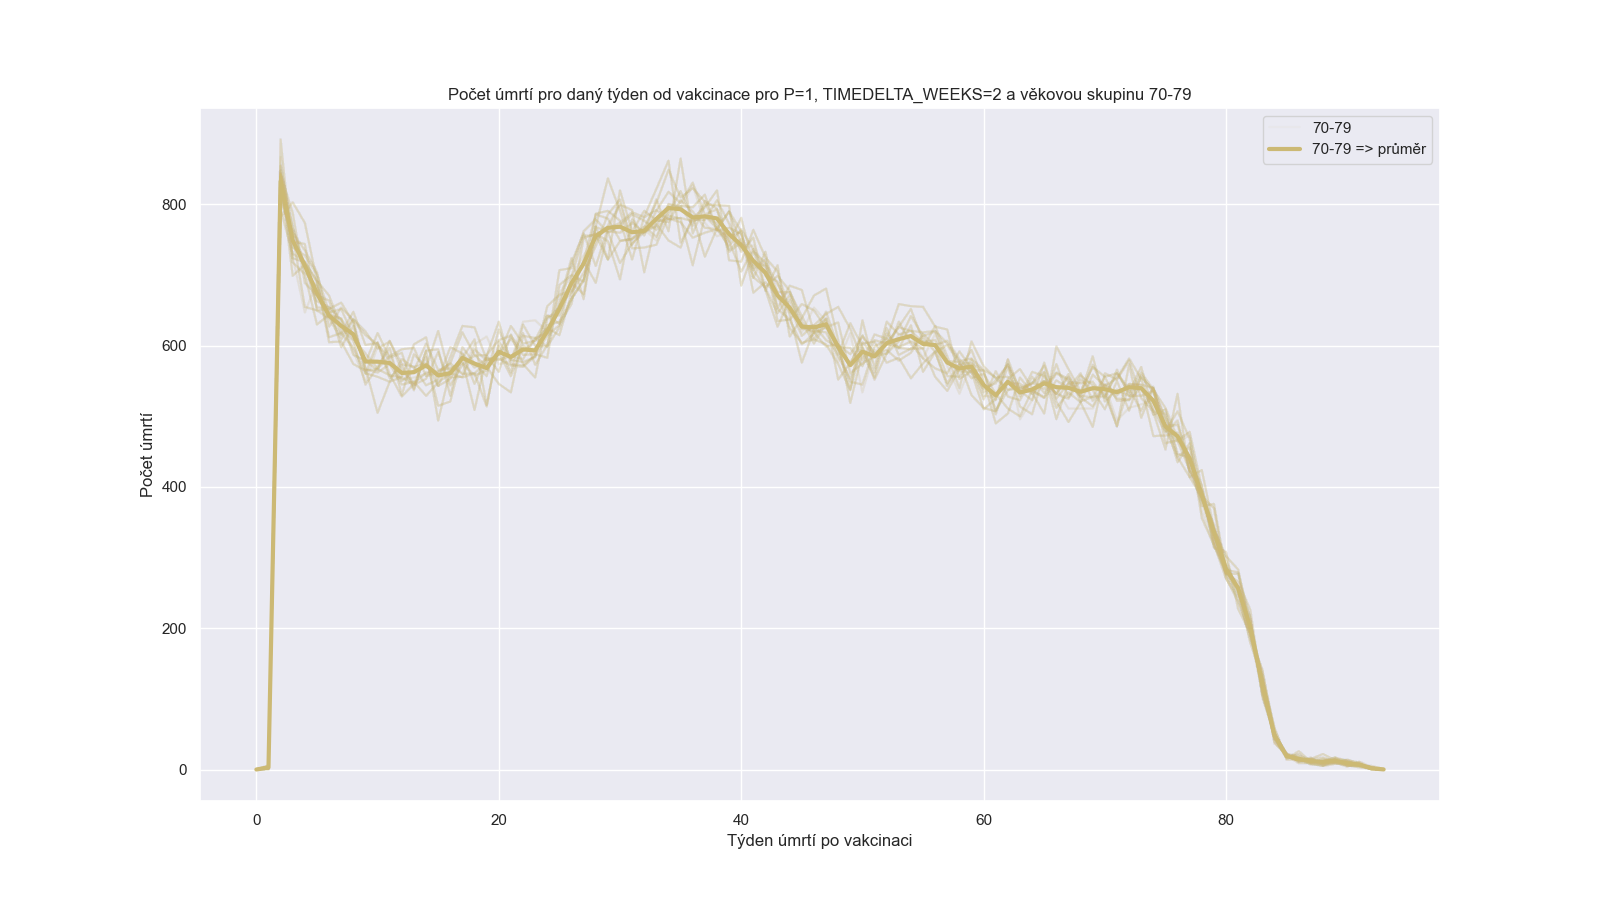 Počet úmrtí pro daný týden od vakcinace pro P=1, TIMEDELTA_WEEKS=2 a věkovou skupinu 70-79
70-79
70-79 => průměr
800
600
400
200
0
Počet úmrtí
0 20 40 60 80
Týden úmrtí po vakcinaci